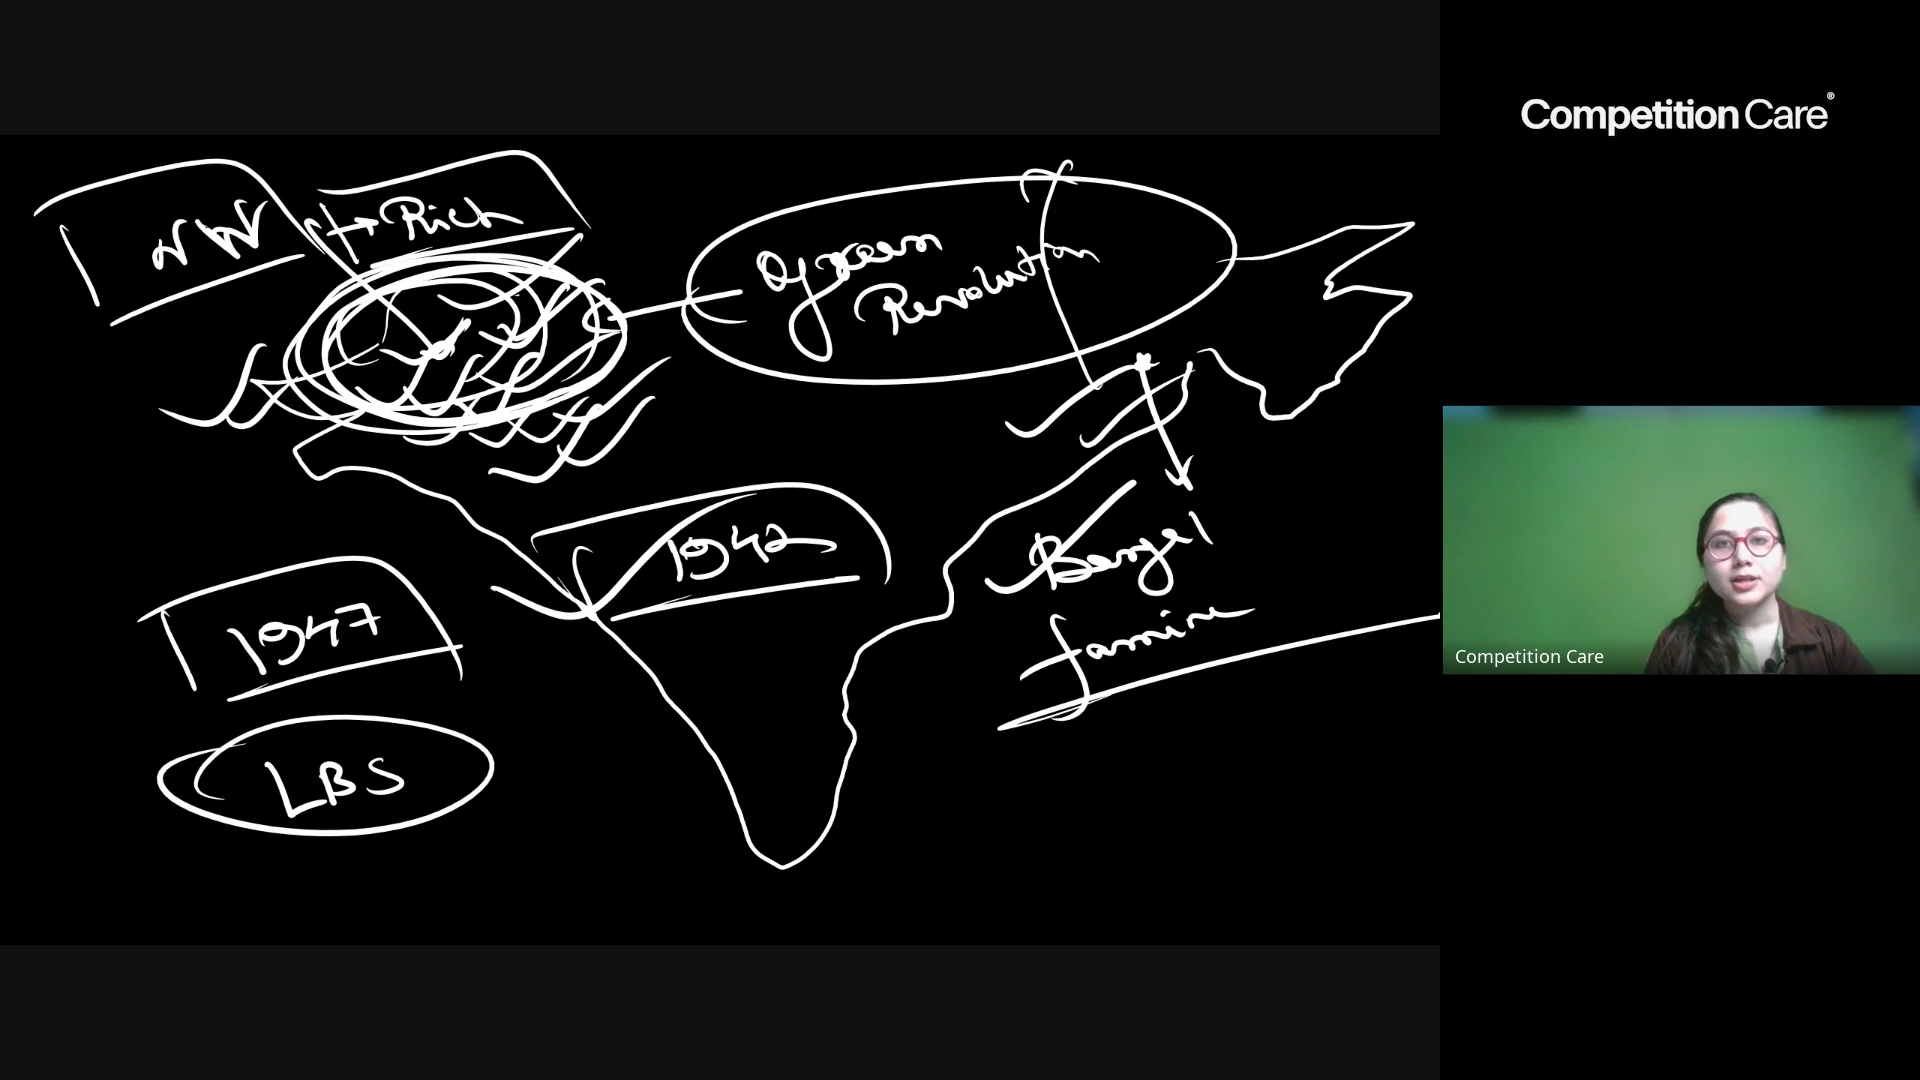 Competition Care®
NW
→ Rich
Green
Revolution
1942
Bengal
famine
1947
LBS
Competition Care